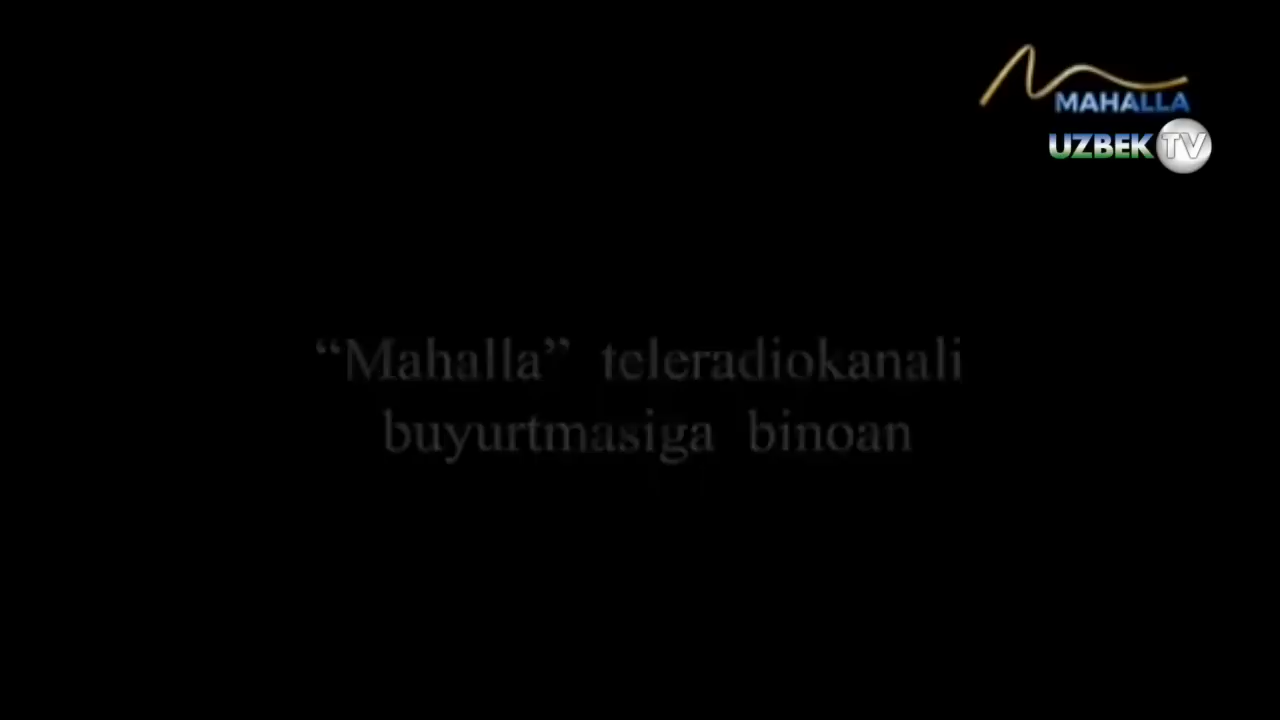 MAHALLA
UZBEK TV
“Mahalla” teleradiokanali
buyurtmasiga binoan